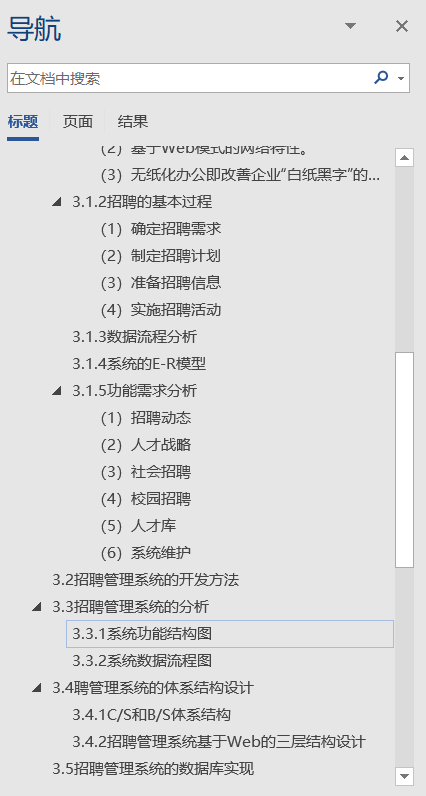 导航
在文档中搜索
标题 页面 结果
（2）基于Web模式的网络特性。
（3）无纸化办公即改善企业“白纸黑字”的...
3.1.2招聘的基本过程
（1）确定招聘需求
（2）制定招聘计划
（3）准备招聘信息
（4）实施招聘活动
3.1.3数据流程分析
3.1.4系统的E-R模型
3.1.5功能需求分析
（1）招聘动态
（2）人才战略
（3）社会招聘
（4）校园招聘
（5）人才库
（6）系统维护
3.2招聘管理系统的开发方法
3.3招聘管理系统的分析
3.3.1系统功能结构图
3.3.2系统数据流程图
3.4聘管理系统的体系结构设计
3.4.1C/S和B/S体系结构
3.4.2招聘管理系统基于Web的三层结构设计
3.5招聘管理系统的数据库实现